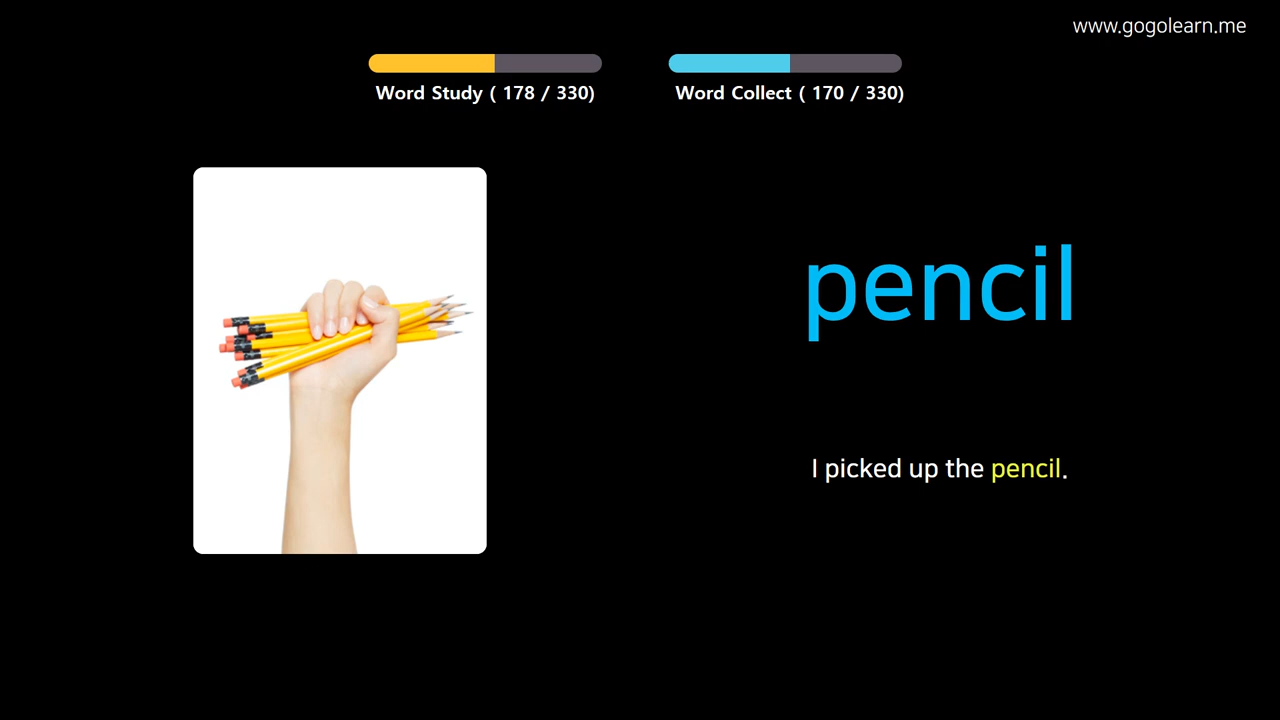 www.gogolearn.me
Word Study ( 178 / 330)
Word Collect ( 170 / 330)
pencil
I picked up the pencil.